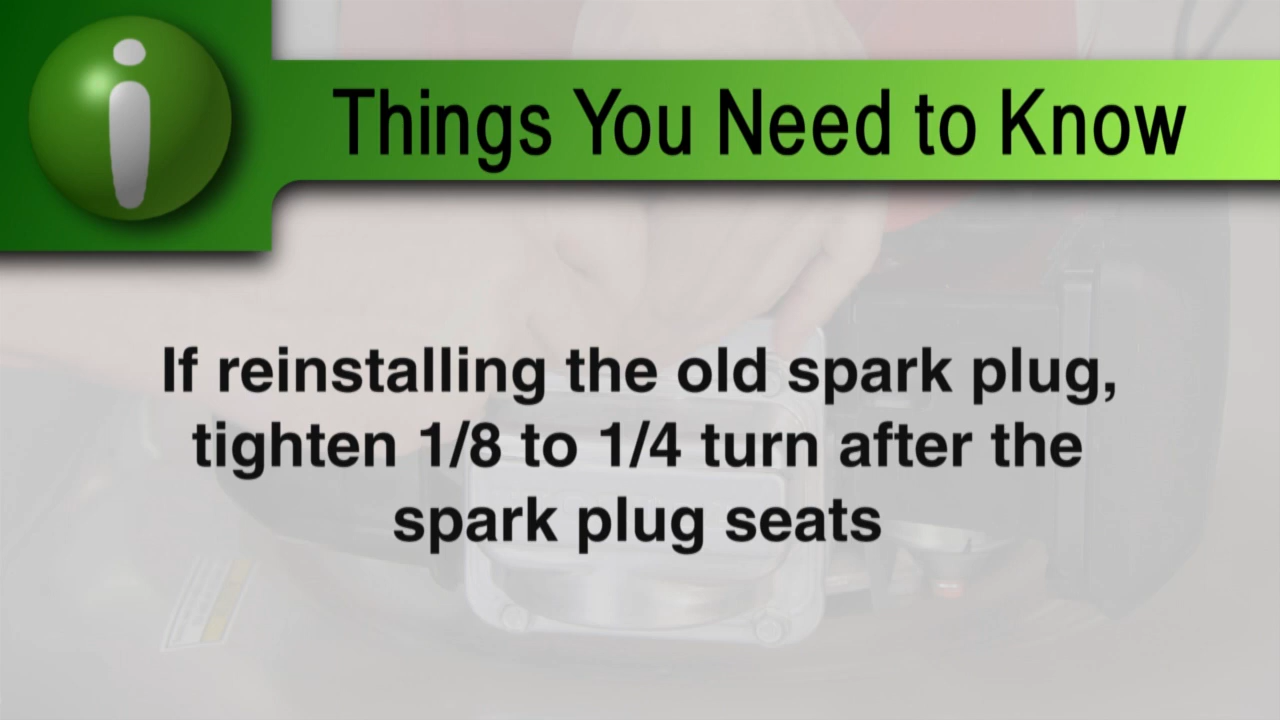 Things You Need to Know
If reinstalling the old spark plug,
tighten 1/8 to 1/4 turn after the
spark plug seats